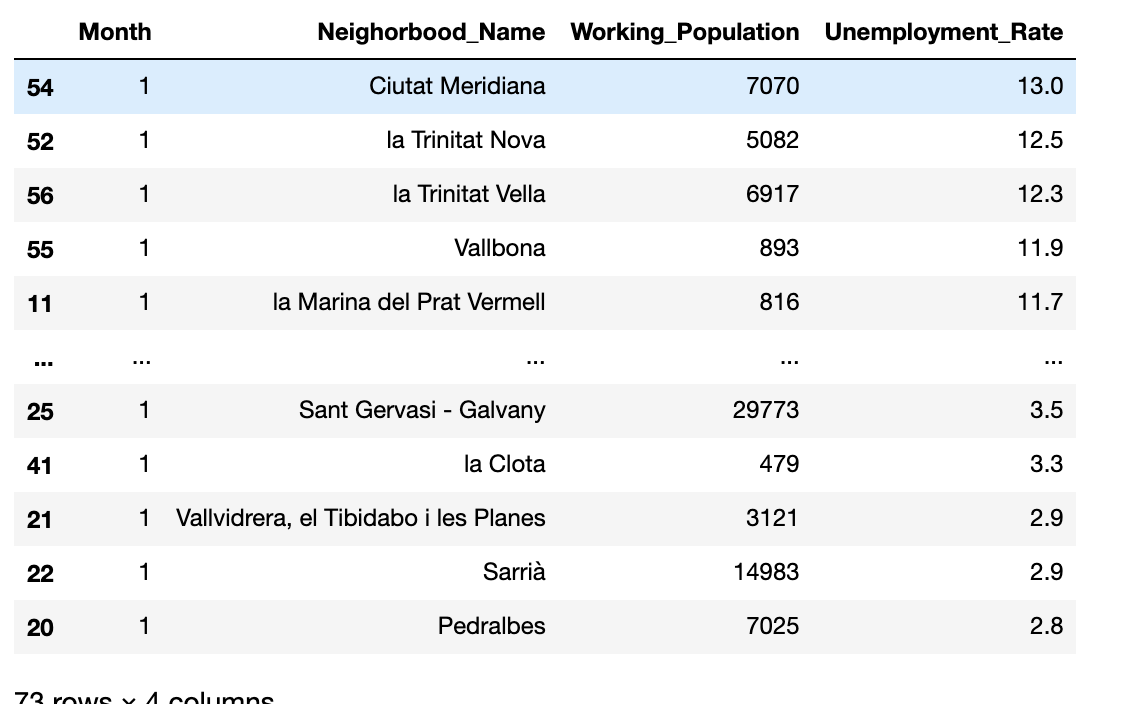 Month Neighorbood_Name Working_Population Unemployment_Rate
54 1 Ciutat Meridiana 7070 13.0
52 1 la Trinitat Nova 5082 12.5
56 1 la Trinitat Vella 6917 12.3
55 1 Vallbona 893 11.9
11 1 la Marina del Prat Vermell 816 11.7
... ... ... ... ...
25 1 Sant Gervasi - Galvany 29773 3.5
41 1 la Clota 479 3.3
21 1 Vallvidrera, el Tibidabo i les Planes 3121 2.9
22 1 Sarrià 14983 2.9
20 1 Pedralbes 7025 2.8
73 rows × 4 columns